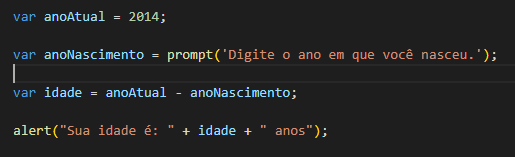 var anoAtual = 2014;
var anoNascimento = prompt('Digite o ano em que você nasceu.');
var idade = anoAtual - anoNascimento;
alert("Sua idade é: " + idade + " anos");